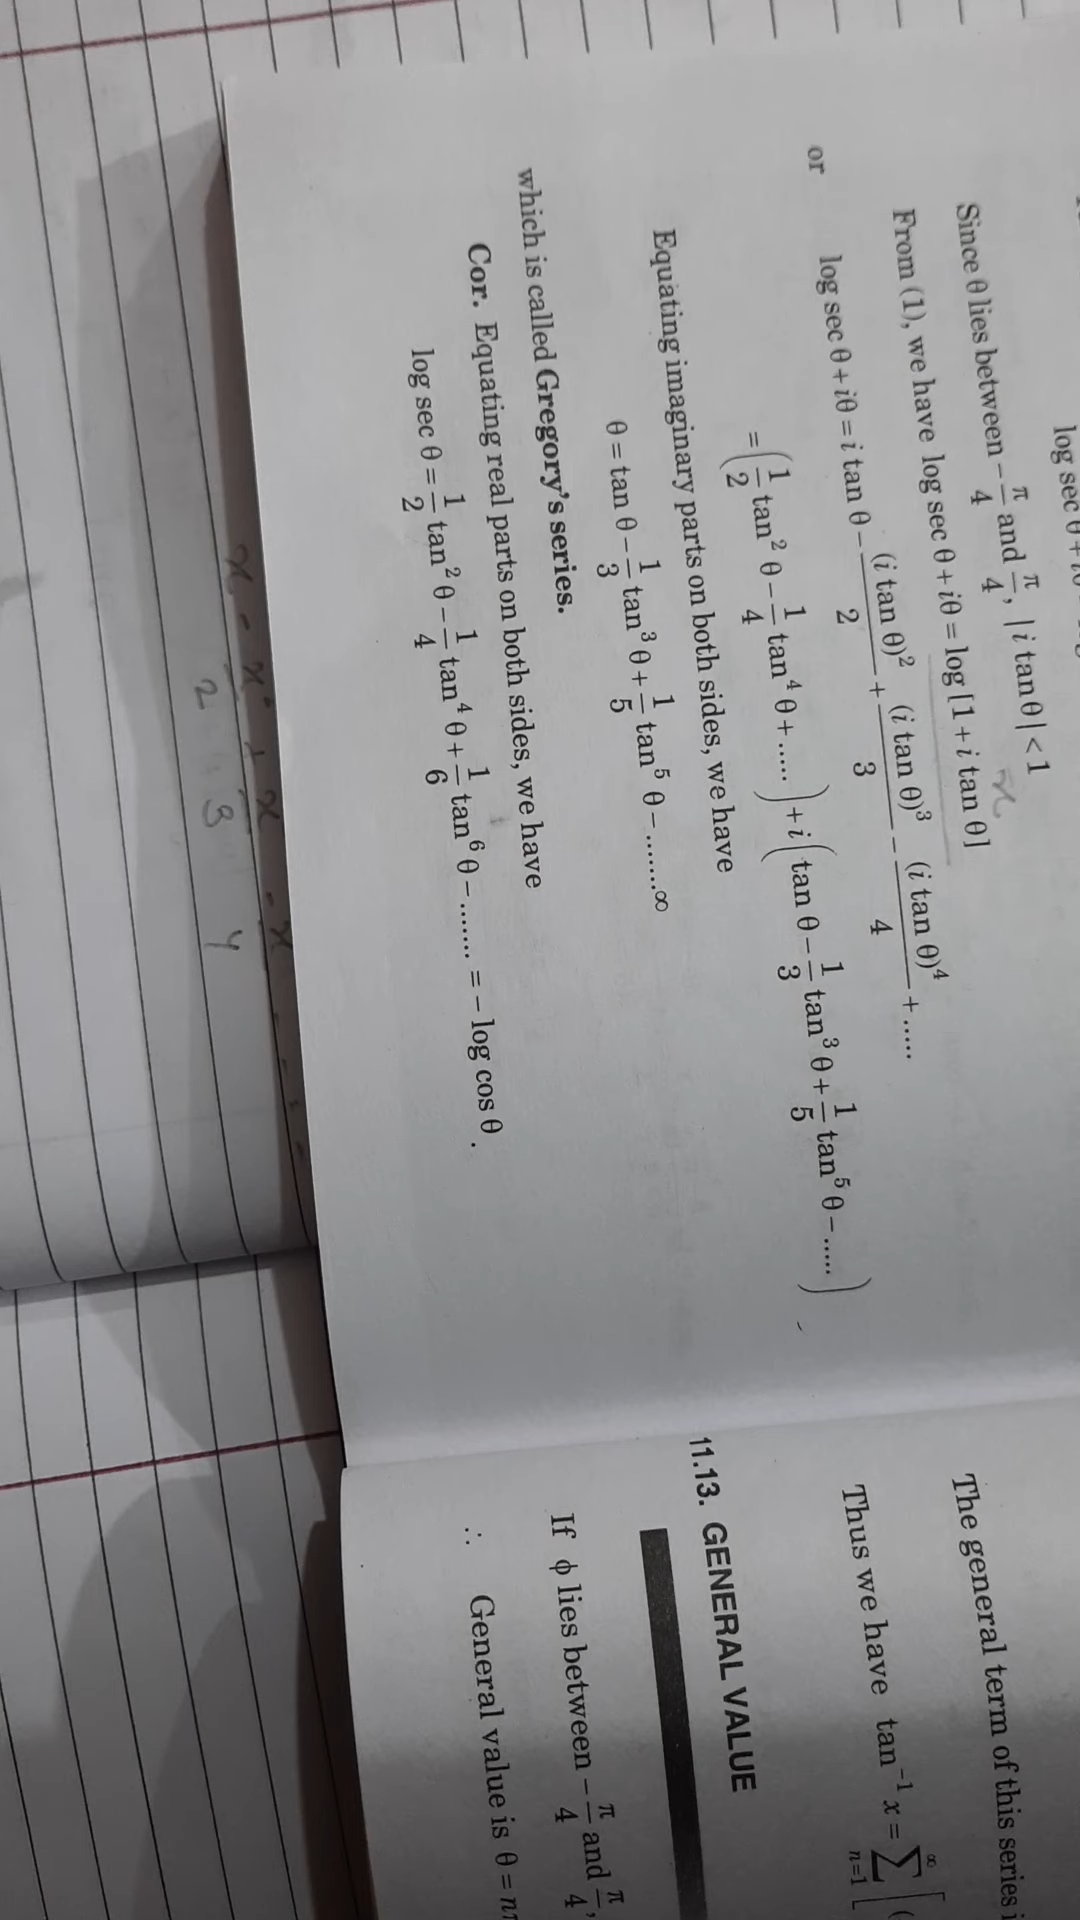 log sec θ + iθ
Since θ lies between − π/4 and π/4, | i tan θ | < 1
x
From (1), we have log sec θ + iθ = log [1 + i tan θ]
or log sec θ + iθ = i tan θ − (i tan θ)²/2 + (i tan θ)³/3 − (i tan θ)⁴/4 + .....
= (1/2 tan² θ − 1/4 tan⁴ θ + .....) + i (tan θ − 1/3 tan³ θ + 1/5 tan⁵ θ − .....)
Equating imaginary parts on both sides, we have
θ = tan θ − 1/3 tan³ θ + 1/5 tan⁵ θ − ........∞
which is called Gregory's series.
Cor. Equating real parts on both sides, we have
log sec θ = 1/2 tan² θ − 1/4 tan⁴ θ + 1/6 tan⁶ θ − ........ = − log cos θ .
x - x
2 3 4
The general term of this series
Thus we have tan⁻¹ x = ∑ n=1 ∞ [
11.13. GENERAL VALUE
If ϕ lies between − π/4 and π/4,
∴ General value is θ = n